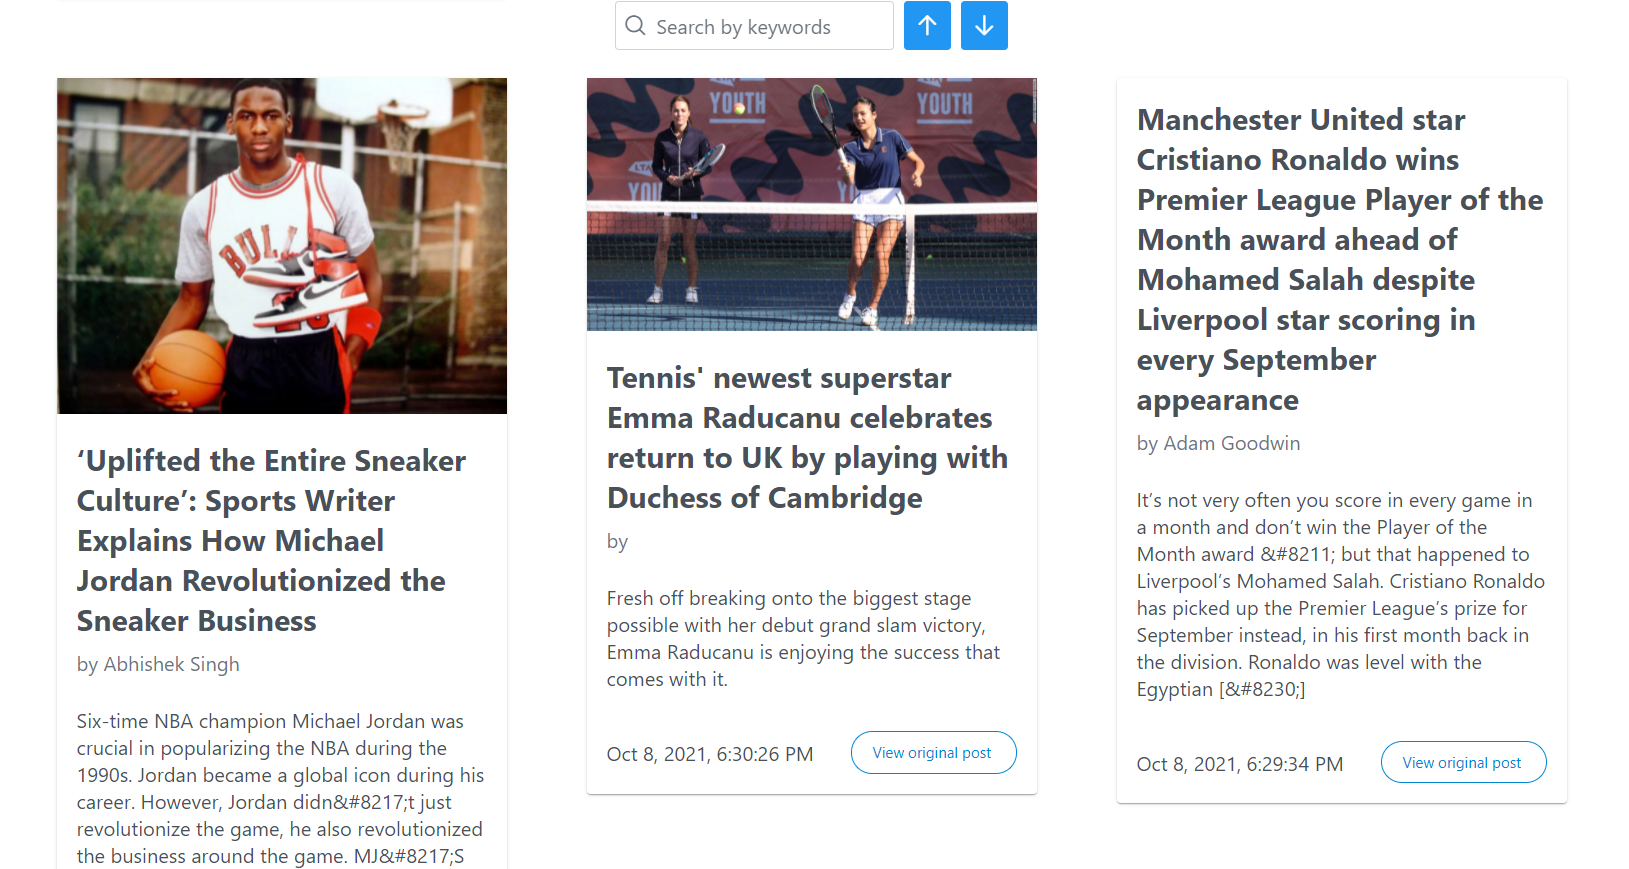 Search by keywords
BULL
‘Uplifted the Entire Sneaker
Culture’: Sports Writer
Explains How Michael
Jordan Revolutionized the
Sneaker Business
by Abhishek Singh
Six-time NBA champion Michael Jordan was
crucial in popularizing the NBA during the
1990s. Jordan became a global icon during his
career. However, Jordan didn&#8217;t just
revolutionize the game, he also revolutionized
the business around the game. MJ&#8217;S
YOUTH
YOUTH
YOU
Tennis' newest superstar
Emma Raducanu celebrates
return to UK by playing with
Duchess of Cambridge
by
Fresh off breaking onto the biggest stage
possible with her debut grand slam victory,
Emma Raducanu is enjoying the success that
comes with it.
Oct 8, 2021, 6:30:26 PM
View original post
Manchester United star
Cristiano Ronaldo wins
Premier League Player of the
Month award ahead of
Mohamed Salah despite
Liverpool star scoring in
every September
appearance
by Adam Goodwin
It’s not very often you score in every game in
a month and don’t win the Player of the
Month award &#8211; but that happened to
Liverpool’s Mohamed Salah. Cristiano Ronaldo
has picked up the Premier League’s prize for
September instead, in his first month back in
the division. Ronaldo was level with the
Egyptian [&#8230;]
Oct 8, 2021, 6:29:34 PM
View original post